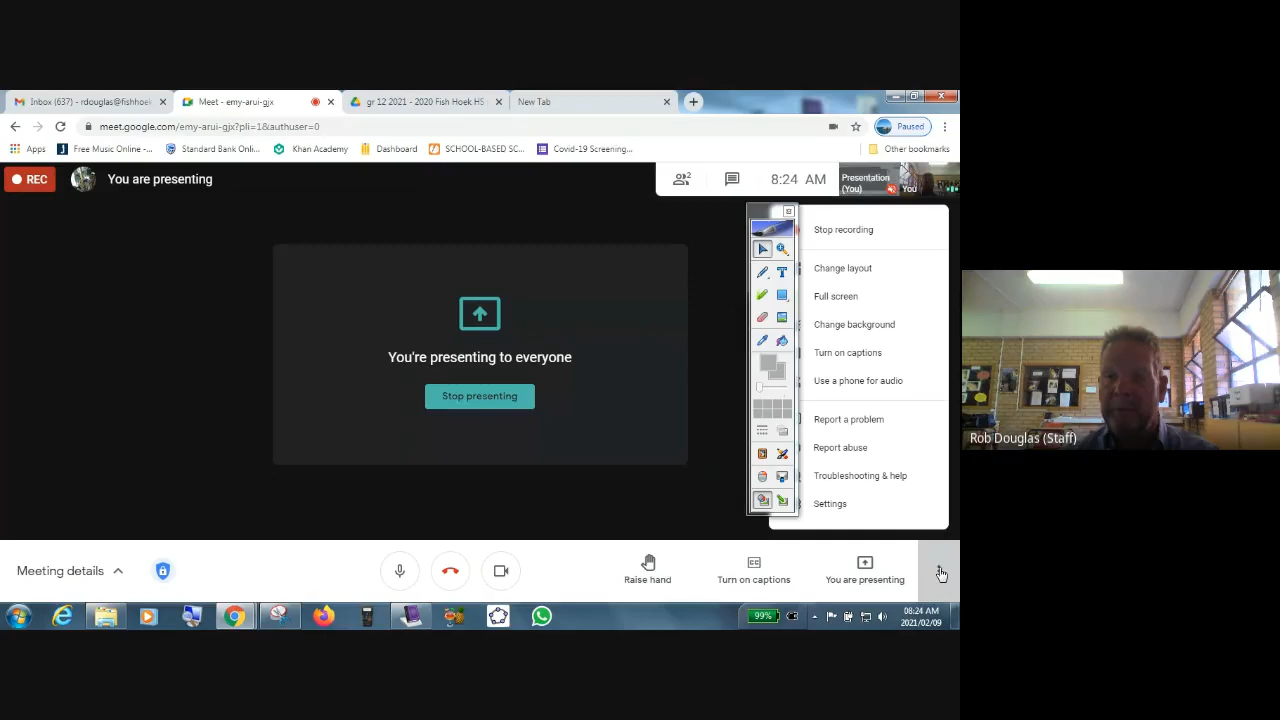 Inbox (637) - rdouglas@fishhoek
Meet - emy-arui-gjx
gr 12 2021 - 2020 Fish Hoek HS
New Tab
meet.google.com/emy-arui-gjx?pli=1&authuser=0
Paused
Apps
Free Music Online -...
Standard Bank Onli...
Khan Academy
Dashboard
SCHOOL-BASED SC...
Covid-19 Screening...
Other bookmarks
REC
You are presenting
2
8:24 AM
Presentation
(You)
You
Stop recording
Change layout
Full screen
Change background
Turn on captions
Use a phone for audio
Report a problem
Report abuse
Troubleshooting & help
Settings
You're presenting to everyone
Stop presenting
Rob Douglas (Staff)
Meeting details
Raise hand
Turn on captions
You are presenting
99%
08:24 AM
2021/02/09